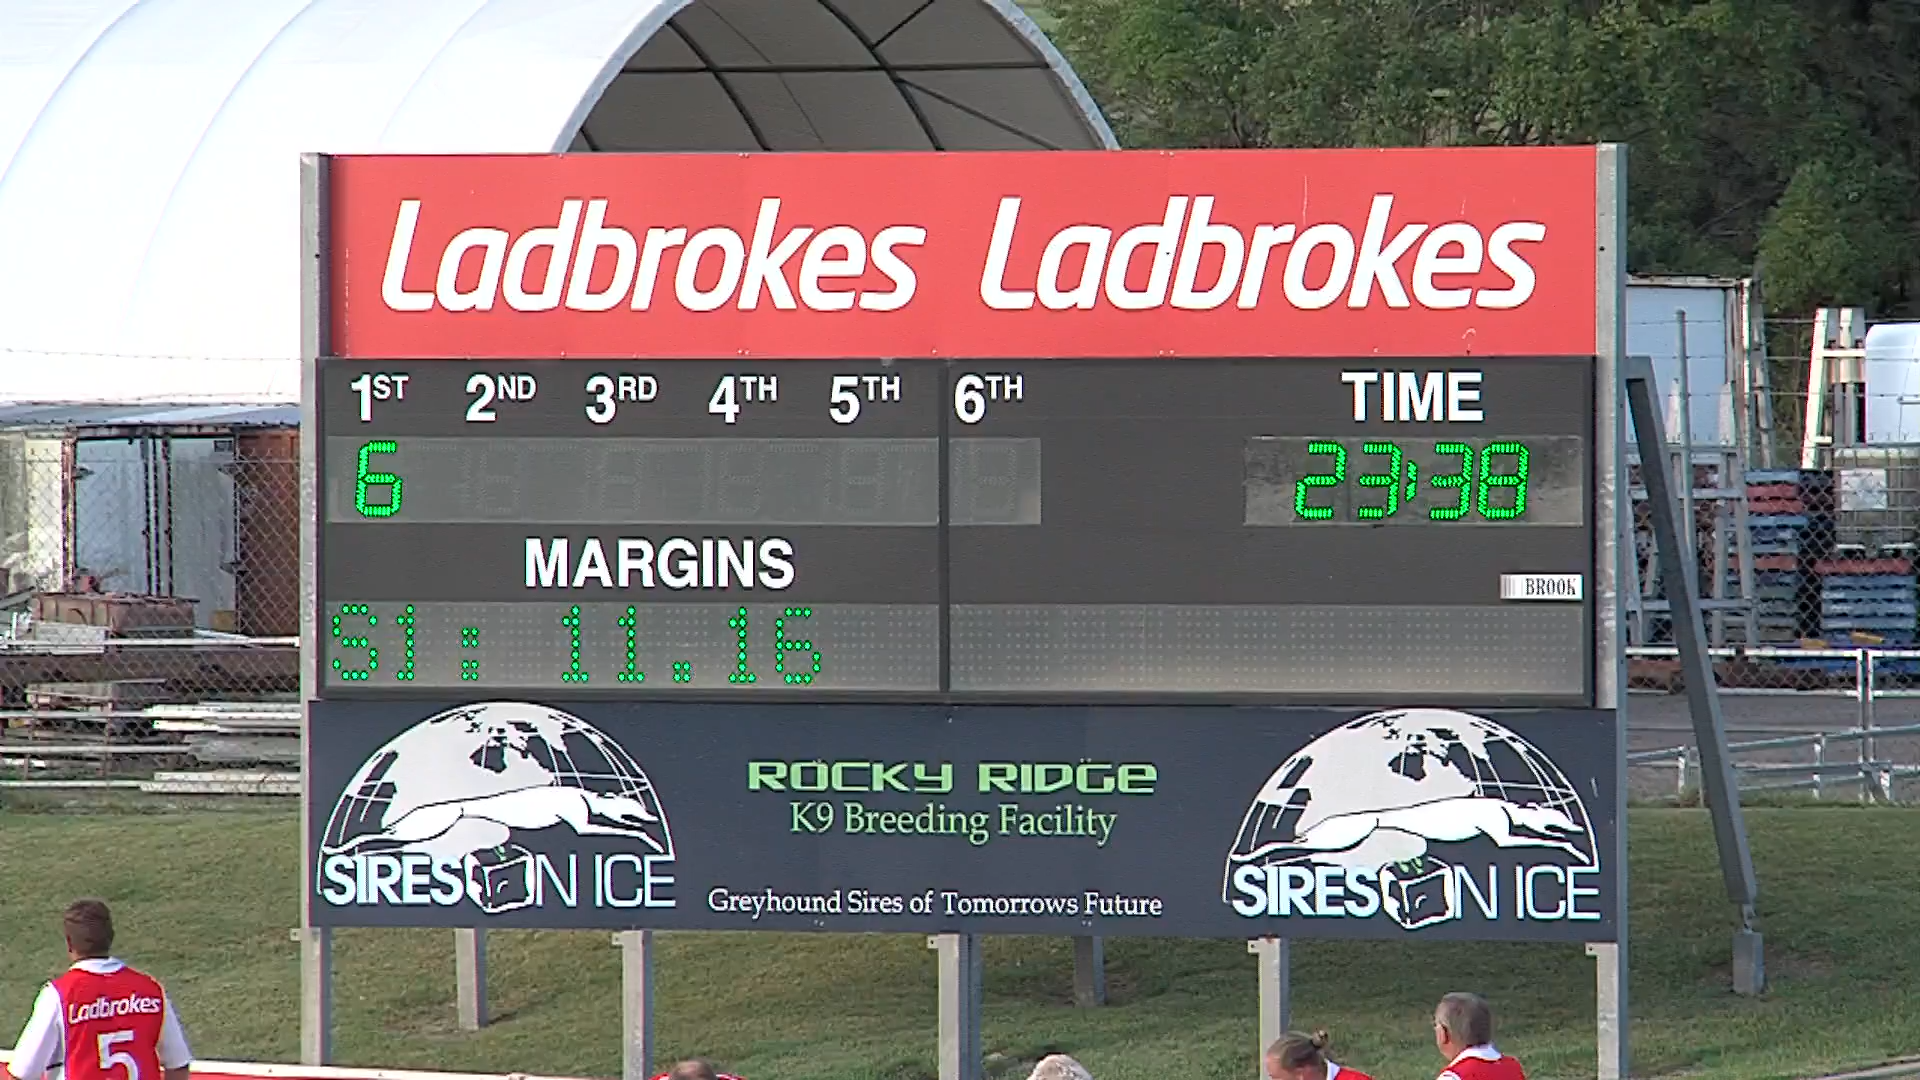 Ladbrokes Ladbrokes
1ST 2ND 3RD 4TH 5TH 6TH TIME
6 23:38
MARGINS
BROOK
S1: 11.16
ROCKY RIDGE
K9 Breeding Facility
SIRES ON ICE
Greyhound Sires of Tomorrows Future
SIRES ON ICE
Ladbrokes
5